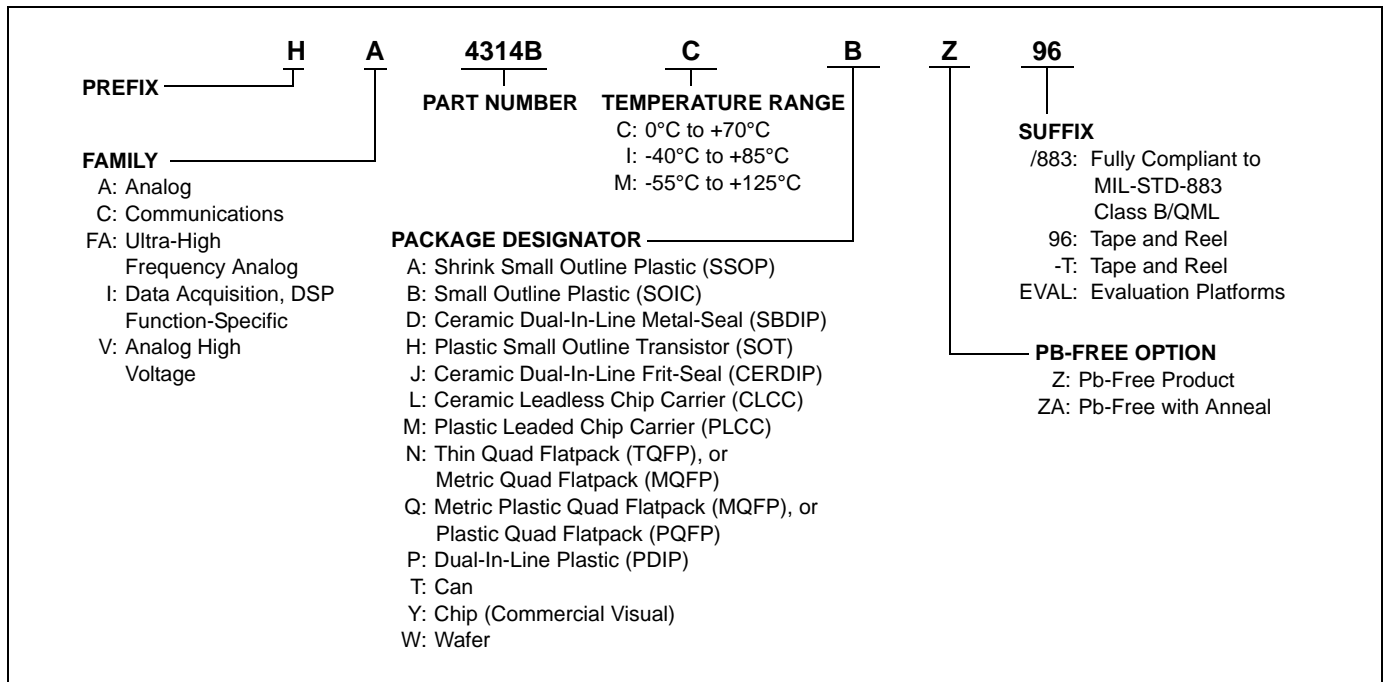 H A 4314B C B Z 96
PREFIX
PART NUMBER
TEMPERATURE RANGE
C: 0°C to +70°C
I: -40°C to +85°C
M: -55°C to +125°C
SUFFIX
/883: Fully Compliant to
MIL-STD-883
Class B/QML
96: Tape and Reel
-T: Tape and Reel
EVAL: Evaluation Platforms
FAMILY
A: Analog
C: Communications
FA: Ultra-High
Frequency Analog
I: Data Acquisition, DSP
Function-Specific
V: Analog High
Voltage
PACKAGE DESIGNATOR
A: Shrink Small Outline Plastic (SSOP)
B: Small Outline Plastic (SOIC)
D: Ceramic Dual-In-Line Metal-Seal (SBDIP)
H: Plastic Small Outline Transistor (SOT)
J: Ceramic Dual-In-Line Frit-Seal (CERDIP)
L: Ceramic Leadless Chip Carrier (CLCC)
M: Plastic Leaded Chip Carrier (PLCC)
N: Thin Quad Flatpack (TQFP), or
Metric Quad Flatpack (MQFP)
Q: Metric Plastic Quad Flatpack (MQFP), or
Plastic Quad Flatpack (PQFP)
P: Dual-In-Line Plastic (PDIP)
T: Can
Y: Chip (Commercial Visual)
W: Wafer
PB-FREE OPTION
Z: Pb-Free Product
ZA: Pb-Free with Anneal